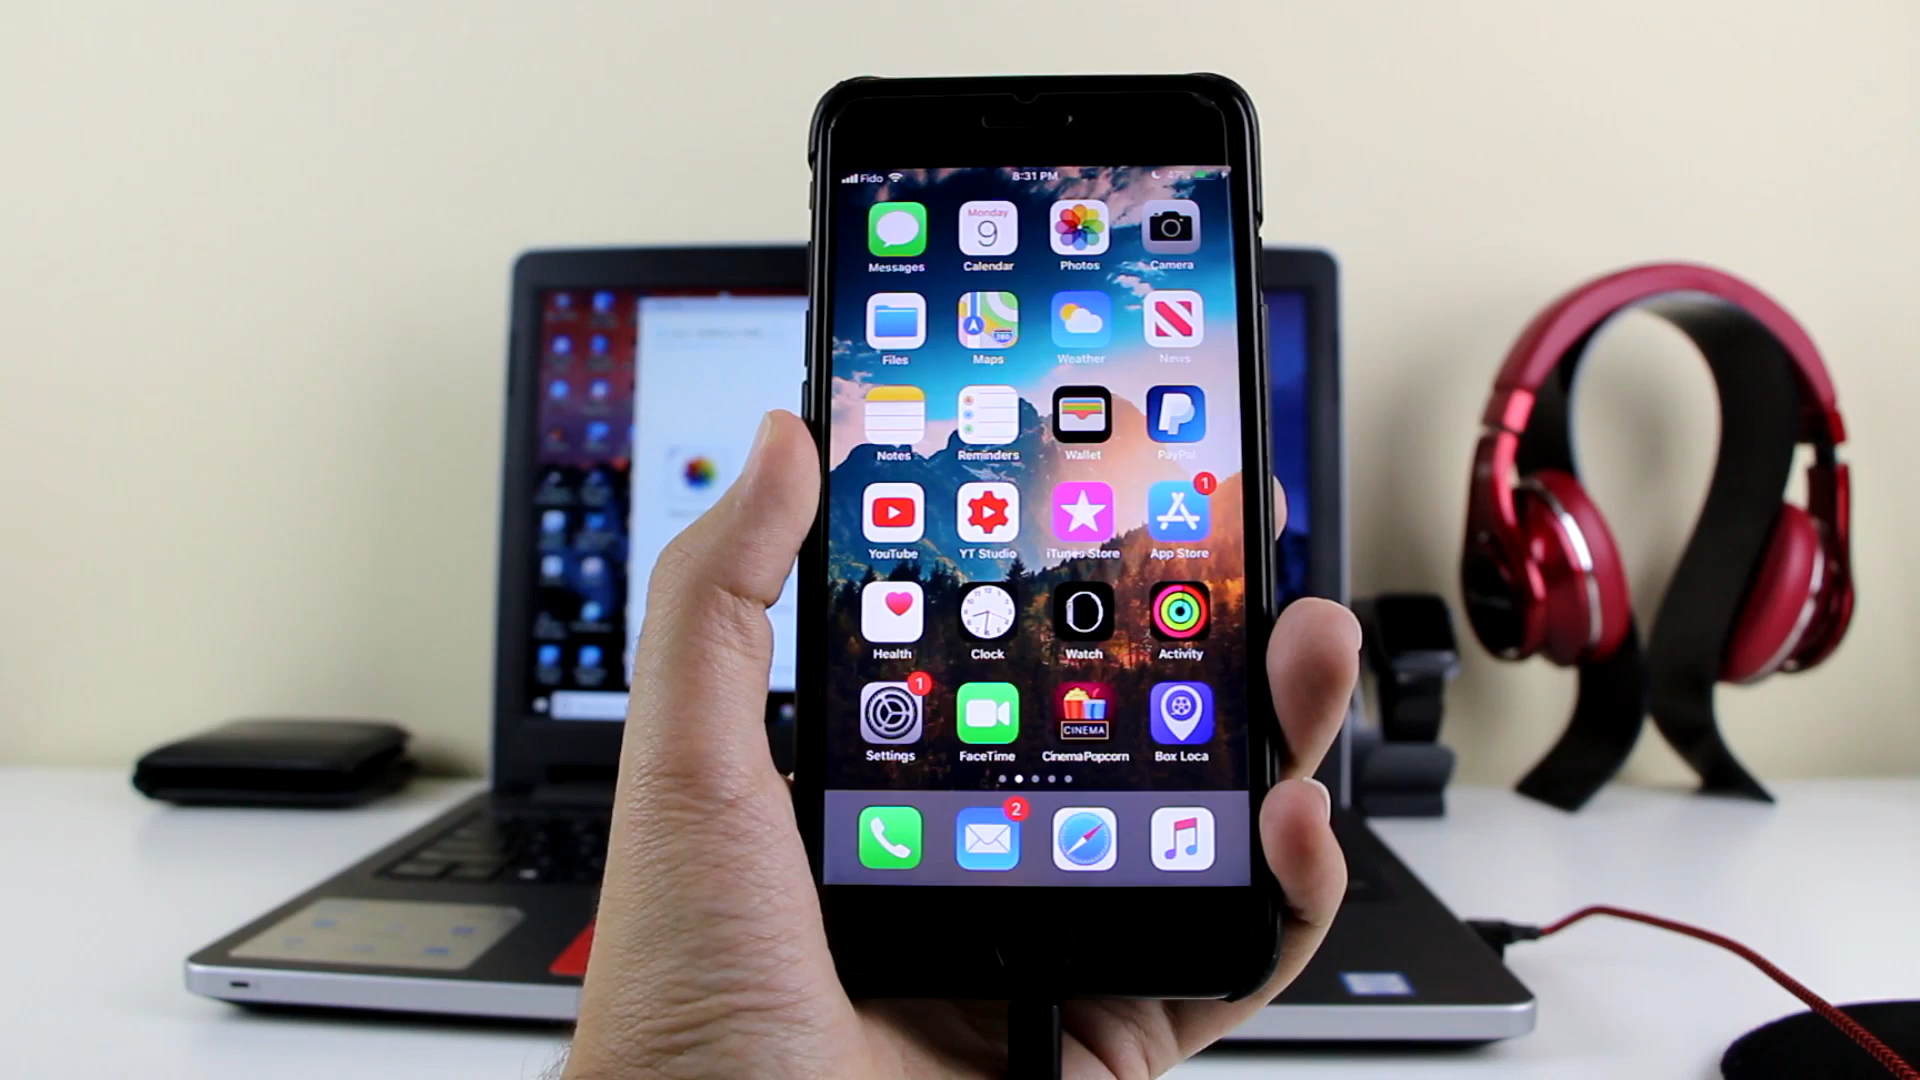 Fido 8:31 PM 47%
Monday
9
Messages Calendar Photos Camera
280
Files Maps Weather News
Notes Reminders Wallet PayPal
1
YouTube YT Studio iTunes Store App Store
Health Clock Watch Activity
1
CINEMA
Settings FaceTime CinemaPopcorn Box Loca
2